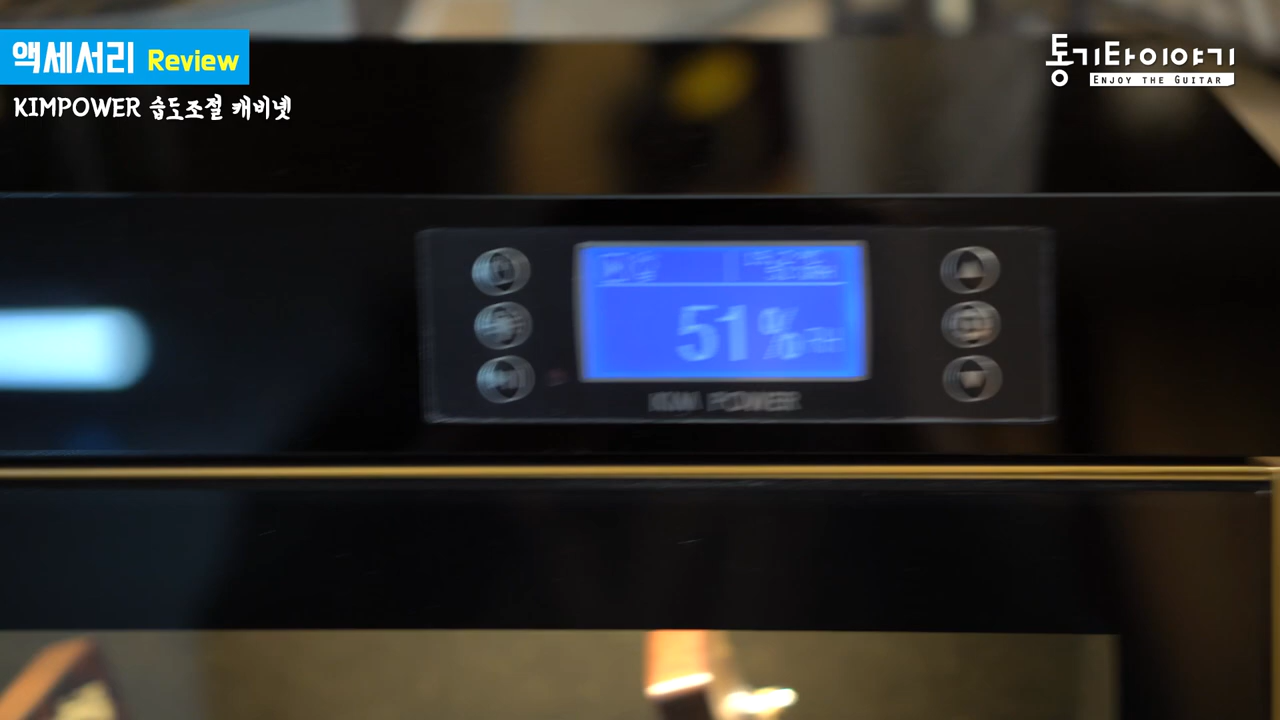 액세서리 Review
KIMPOWER 습도조절 캐비넷
통기타이야기
ENJOY THE GUITAR
51%RH
KIM POWER